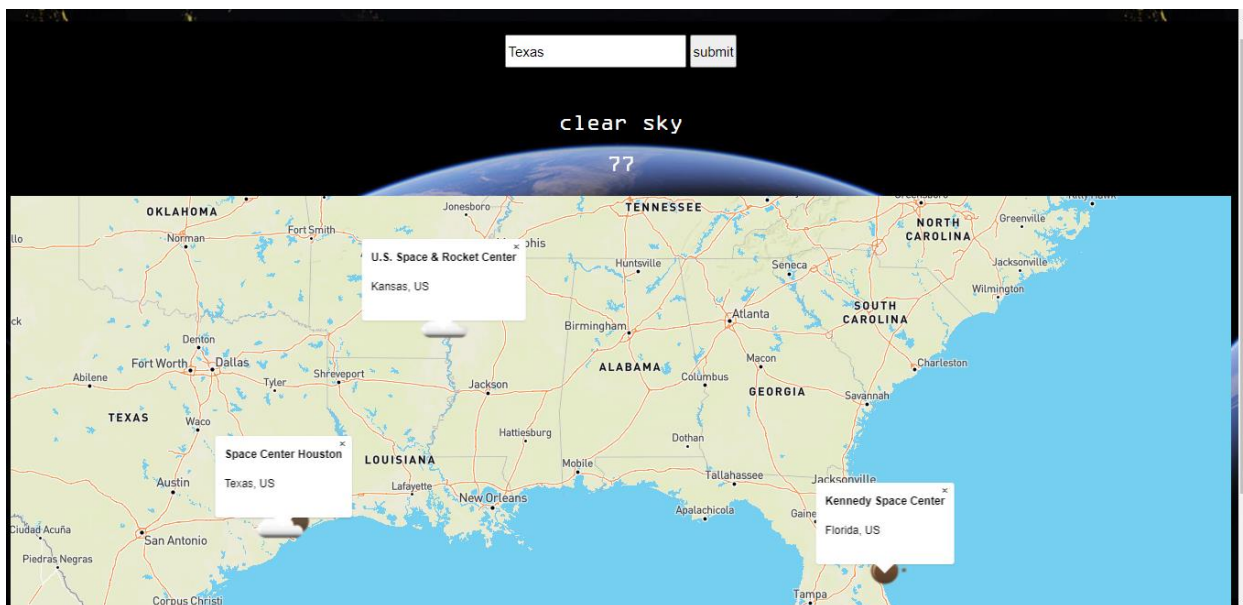 Texas
submit
clear sky
77
OKLAHOMA
Jonesboro
TENNESSEE
Fort Smith
Norman
NORTH
CAROLINA
Greenville
U.S. Space & Rocket Center
Kansas, US
Huntsville
Seneca
Jacksonville
Wilmington
SOUTH
CAROLINA
Atlanta
Birmingham
Denton
Fort Worth
Dallas
Macon
Charleston
ALABAMA
Abilene
Tyler
Shreveport
Jackson
Columbus
GEORGIA
Savannah
TEXAS
Waco
Hattiesburg
Dothan
Space Center Houston
Texas, US
LOUISIANA
Mobile
Tallahassee
Jacksonville
Austin
Lafayette
New Orleans
Apalachicola
Kennedy Space Center
Florida, US
Ciudad Acuña
San Antonio
Piedras Negras
Tampa
Corpus Christi